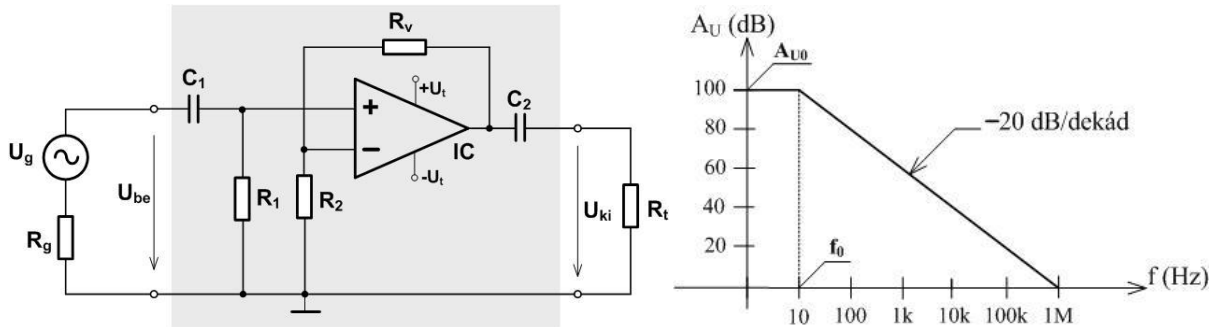 Rv
C1
+Ut
C2
+
−
IC
-Ut
Ug
Ube
R1
R2
Uki
Rt
Rg
AU (dB)
AU0
100
80
60
40
20
−20 dB/dekád
f0
f (Hz)
10 100 1k 10k 100k 1M